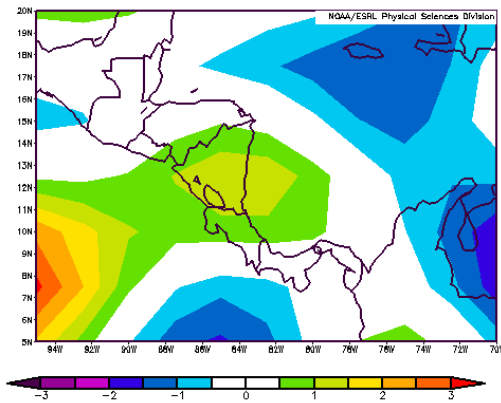 NOAA/ESRL Physical Sciences Division
20N
19N
18N
17N
16N
15N
14N
13N
12N
11N
10N
9N
8N
7N
6N
5N
94W 92W 90W 88W 86W 84W 82W 80W 78W 76W 74W 72W 70W
-3 -2 -1 0 1 2 3